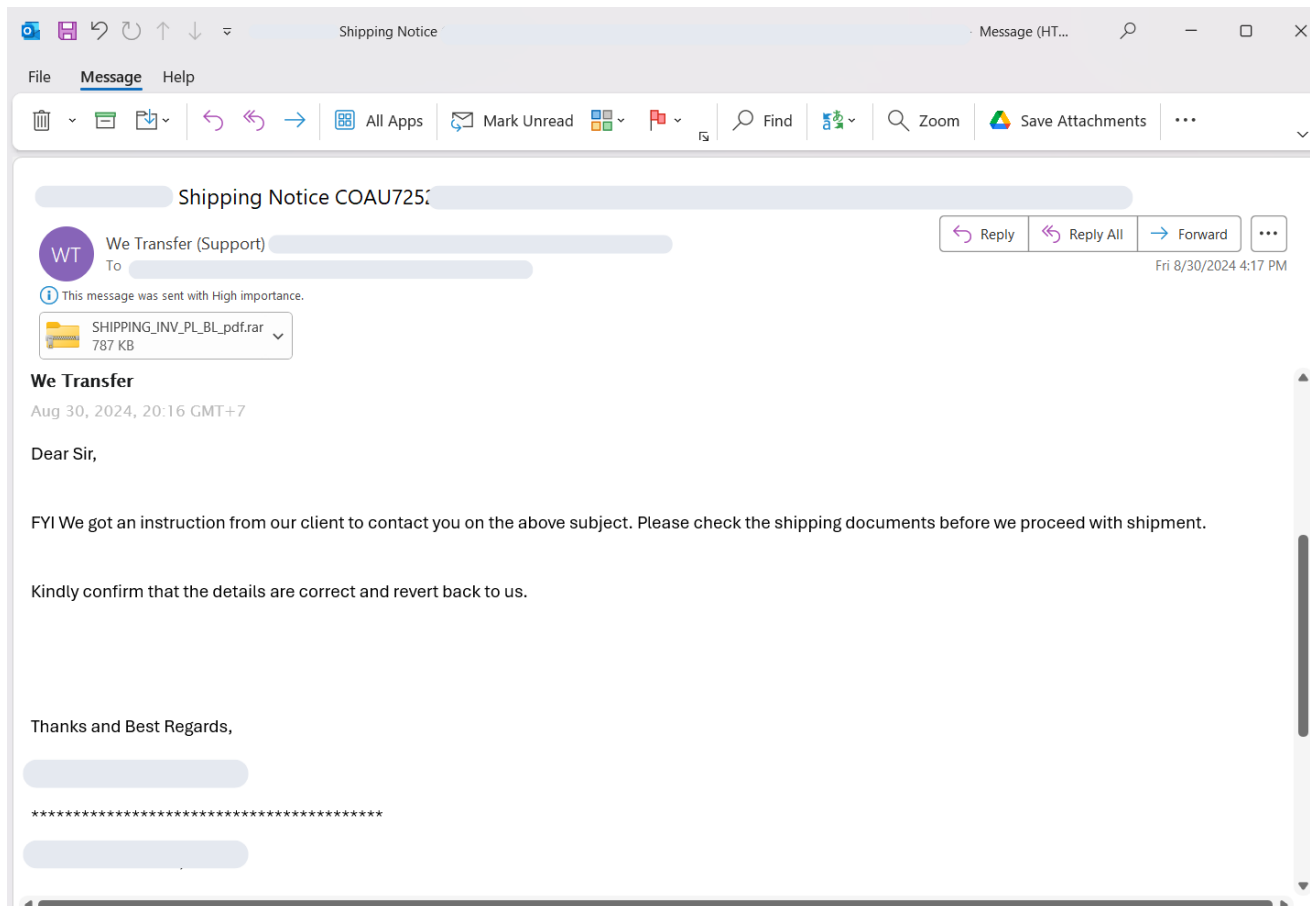 Shipping Notice
Message (HT...
File Message Help
All Apps Mark Unread Find Zoom Save Attachments
Shipping Notice COAU7252
We Transfer (Support)
WT
To
Reply Reply All Forward
Fri 8/30/2024 4:17 PM
This message was sent with High importance.
SHIPPING_INV_PL_BL_pdf.rar
787 KB
We Transfer
Aug 30, 2024, 20:16 GMT+7
Dear Sir,
FYI We got an instruction from our client to contact you on the above subject. Please check the shipping documents before we proceed with shipment.
Kindly confirm that the details are correct and revert back to us.
Thanks and Best Regards,
******************************************